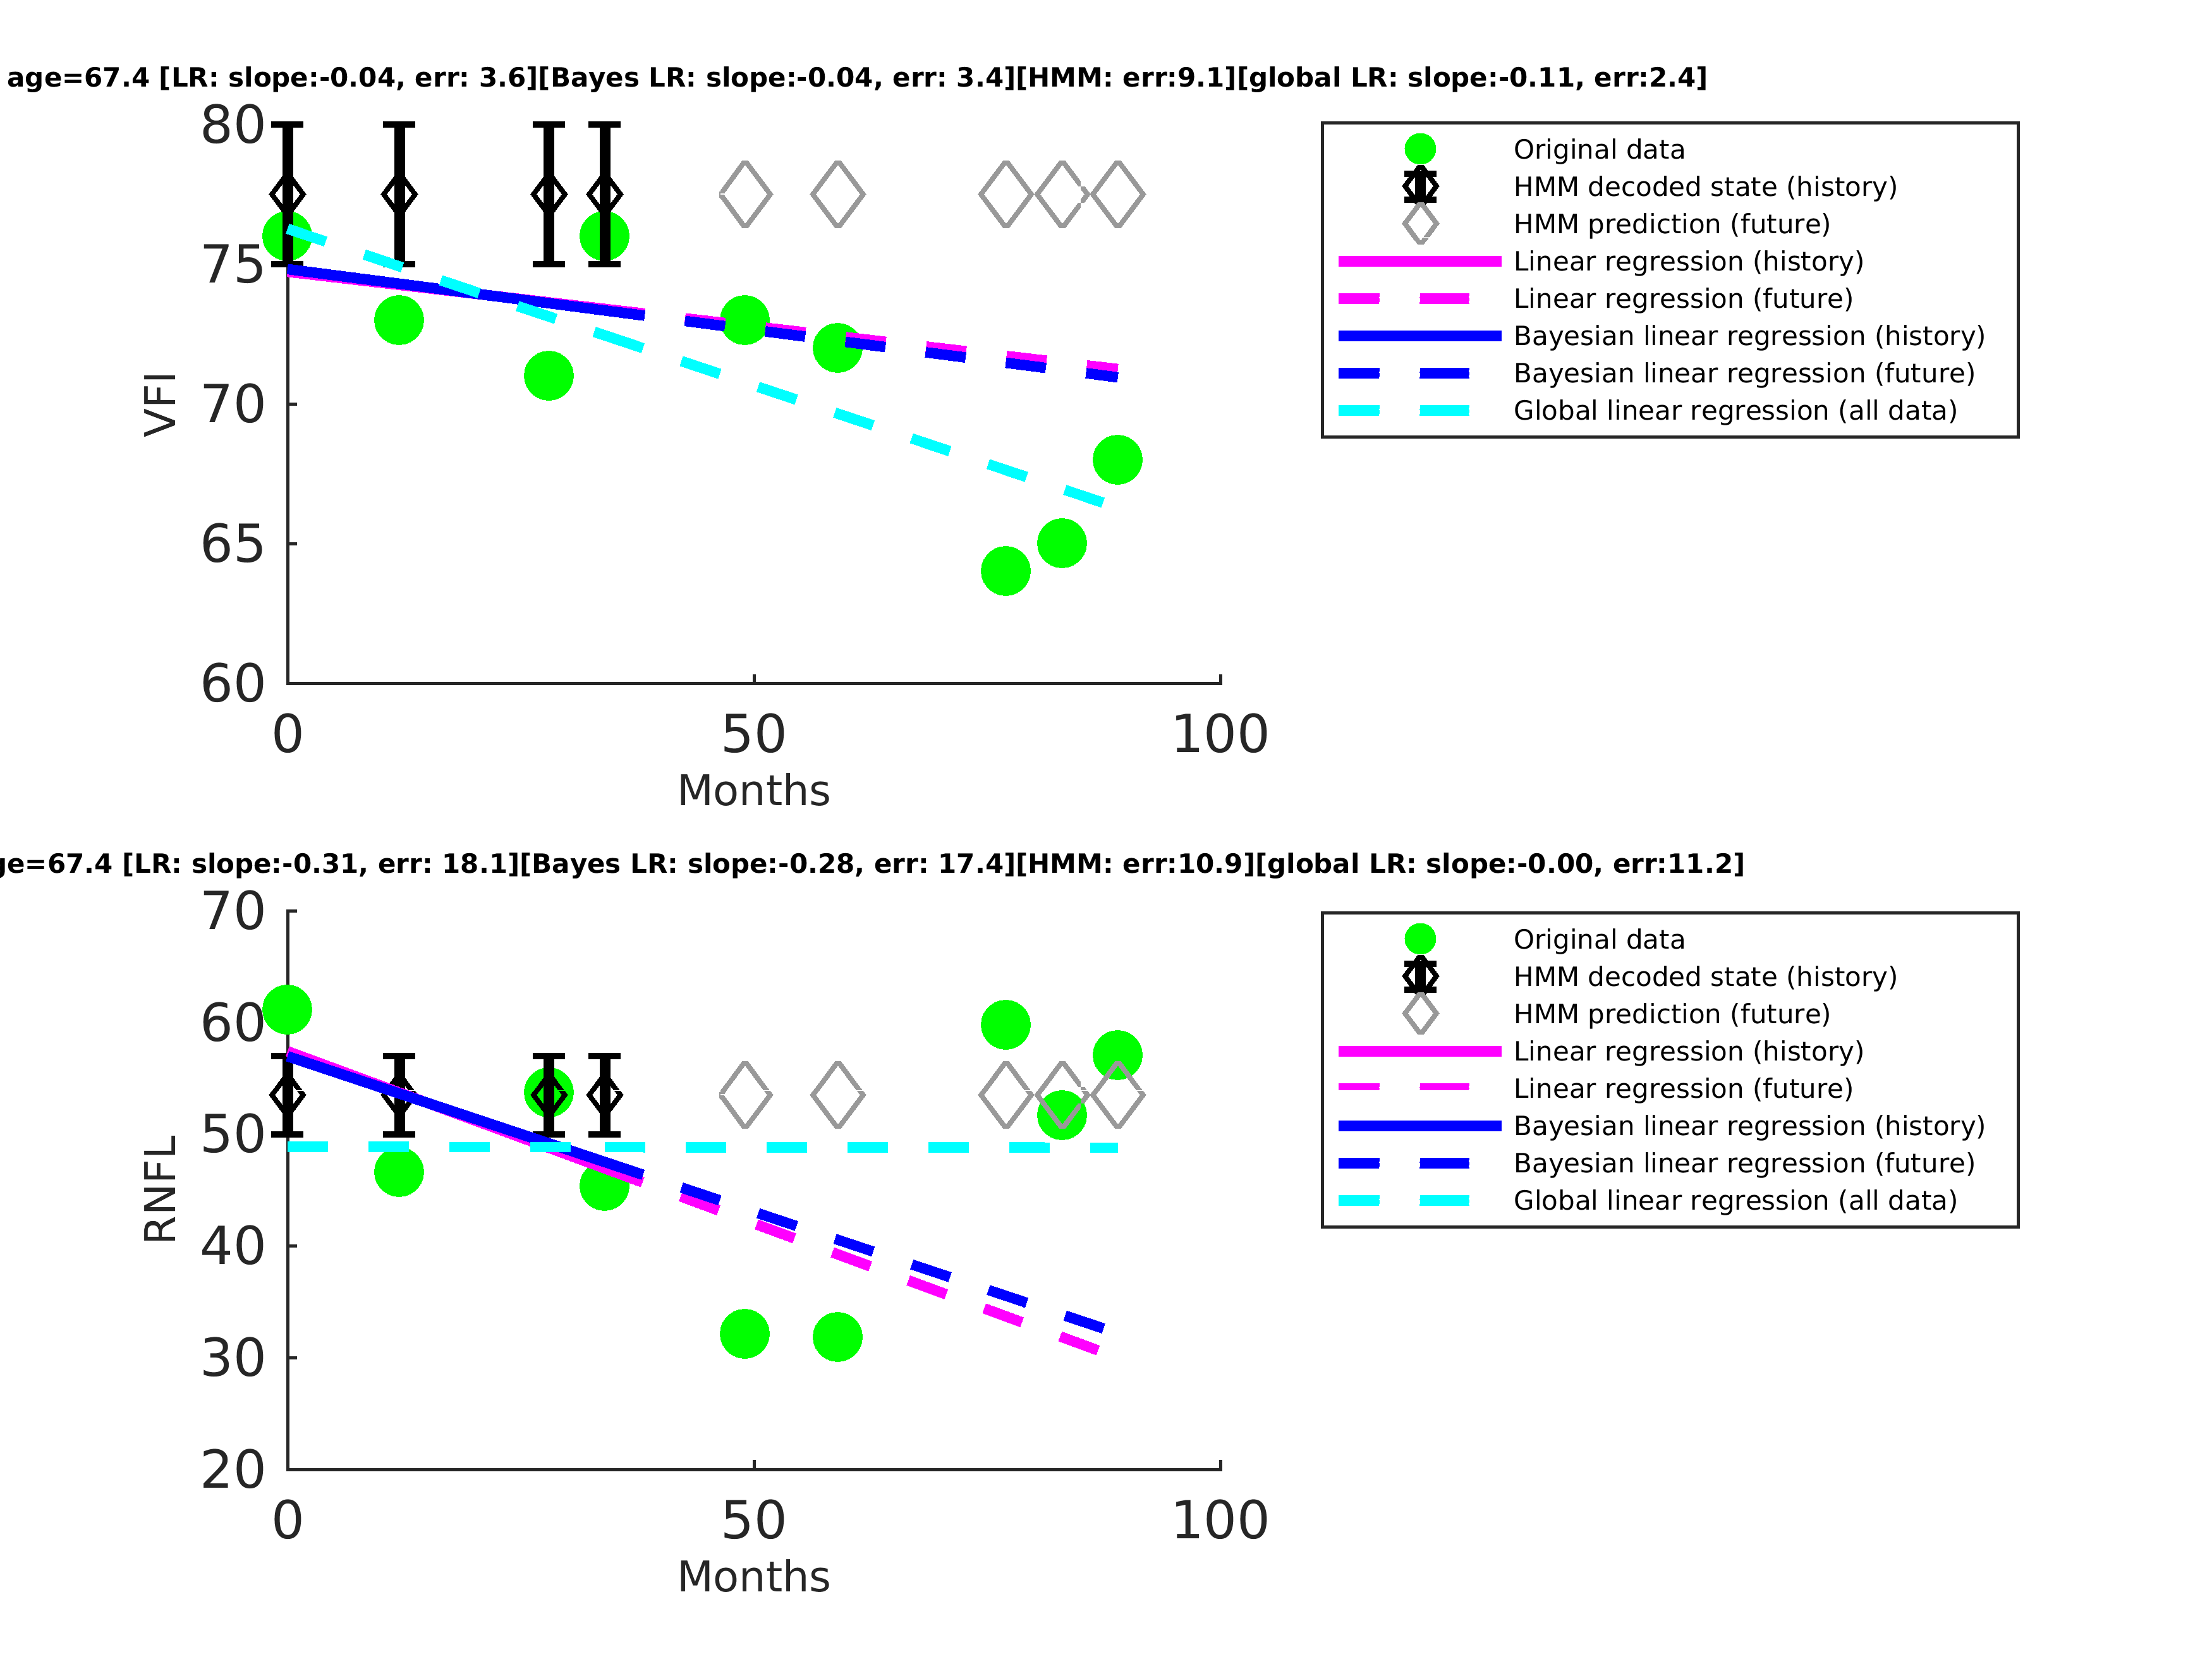 age=67.4 [LR: slope:-0.04, err: 3.6][Bayes LR: slope:-0.04, err: 3.4][HMM: err:9.1][global LR: slope:-0.11, err:2.4]
80
75
70
65
60
VFI
0 50 100
Months
Original data
HMM decoded state (history)
HMM prediction (future)
Linear regression (history)
Linear regression (future)
Bayesian linear regression (history)
Bayesian linear regression (future)
Global linear regression (all data)
ge=67.4 [LR: slope:-0.31, err: 18.1][Bayes LR: slope:-0.28, err: 17.4][HMM: err:10.9][global LR: slope:-0.00, err:11.2]
70
60
50
40
30
20
RNFL
0 50 100
Months
Original data
HMM decoded state (history)
HMM prediction (future)
Linear regression (history)
Linear regression (future)
Bayesian linear regression (history)
Bayesian linear regression (future)
Global linear regression (all data)